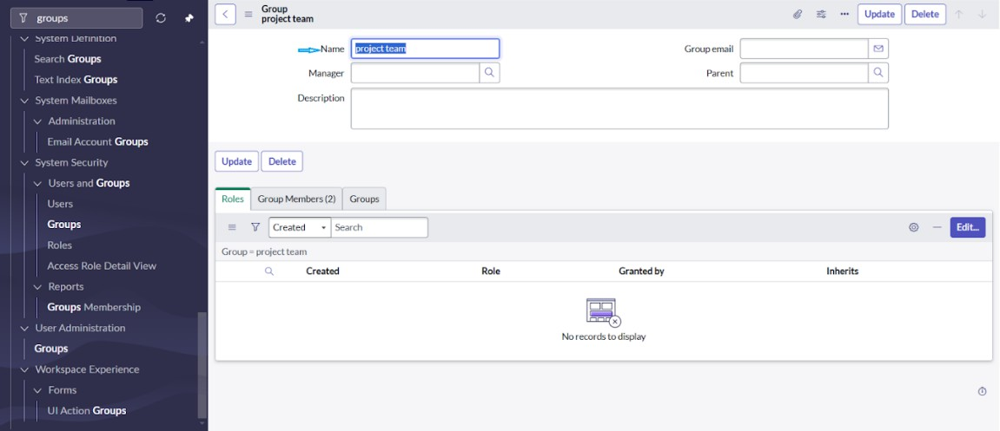 groups
System Definition
Search Groups
Text Index Groups
System Mailboxes
Administration
Email Account Groups
System Security
Users and Groups
Users
Groups
Roles
Access Role Detail View
Reports
Groups Membership
User Administration
Groups
Workspace Experience
Forms
UI Action Groups
Group
project team
Update Delete
Name project team Group email
Manager Parent
Description
Update Delete
Roles Group Members (2) Groups
Created Search Edit...
Group = project team
Created Role Granted by Inherits
No records to display